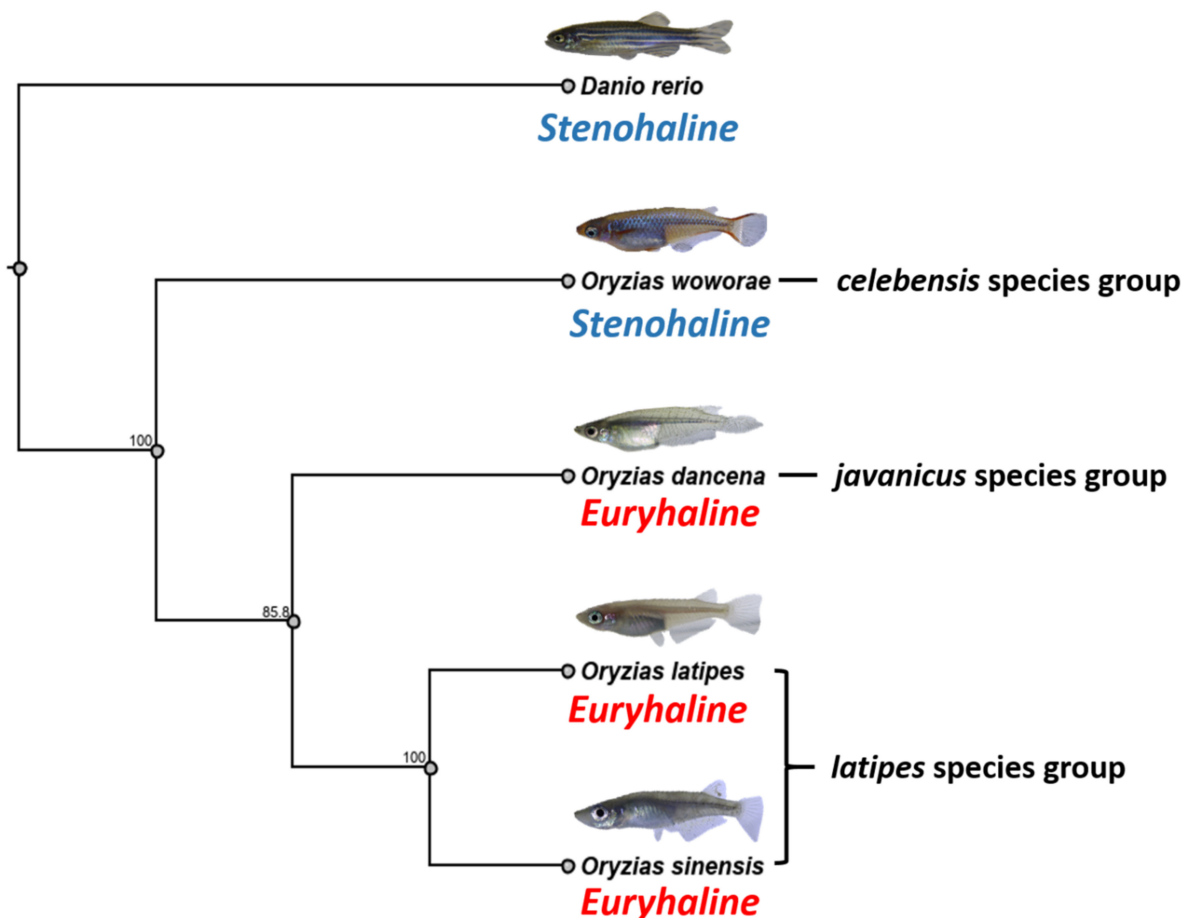 Danio rerio
Stenohaline
Oryzias woworae
celebensis species group
Stenohaline
100
Oryzias dancena
javanicus species group
Euryhaline
85.8
Oryzias latipes
Euryhaline
100
latipes species group
Oryzias sinensis
Euryhaline